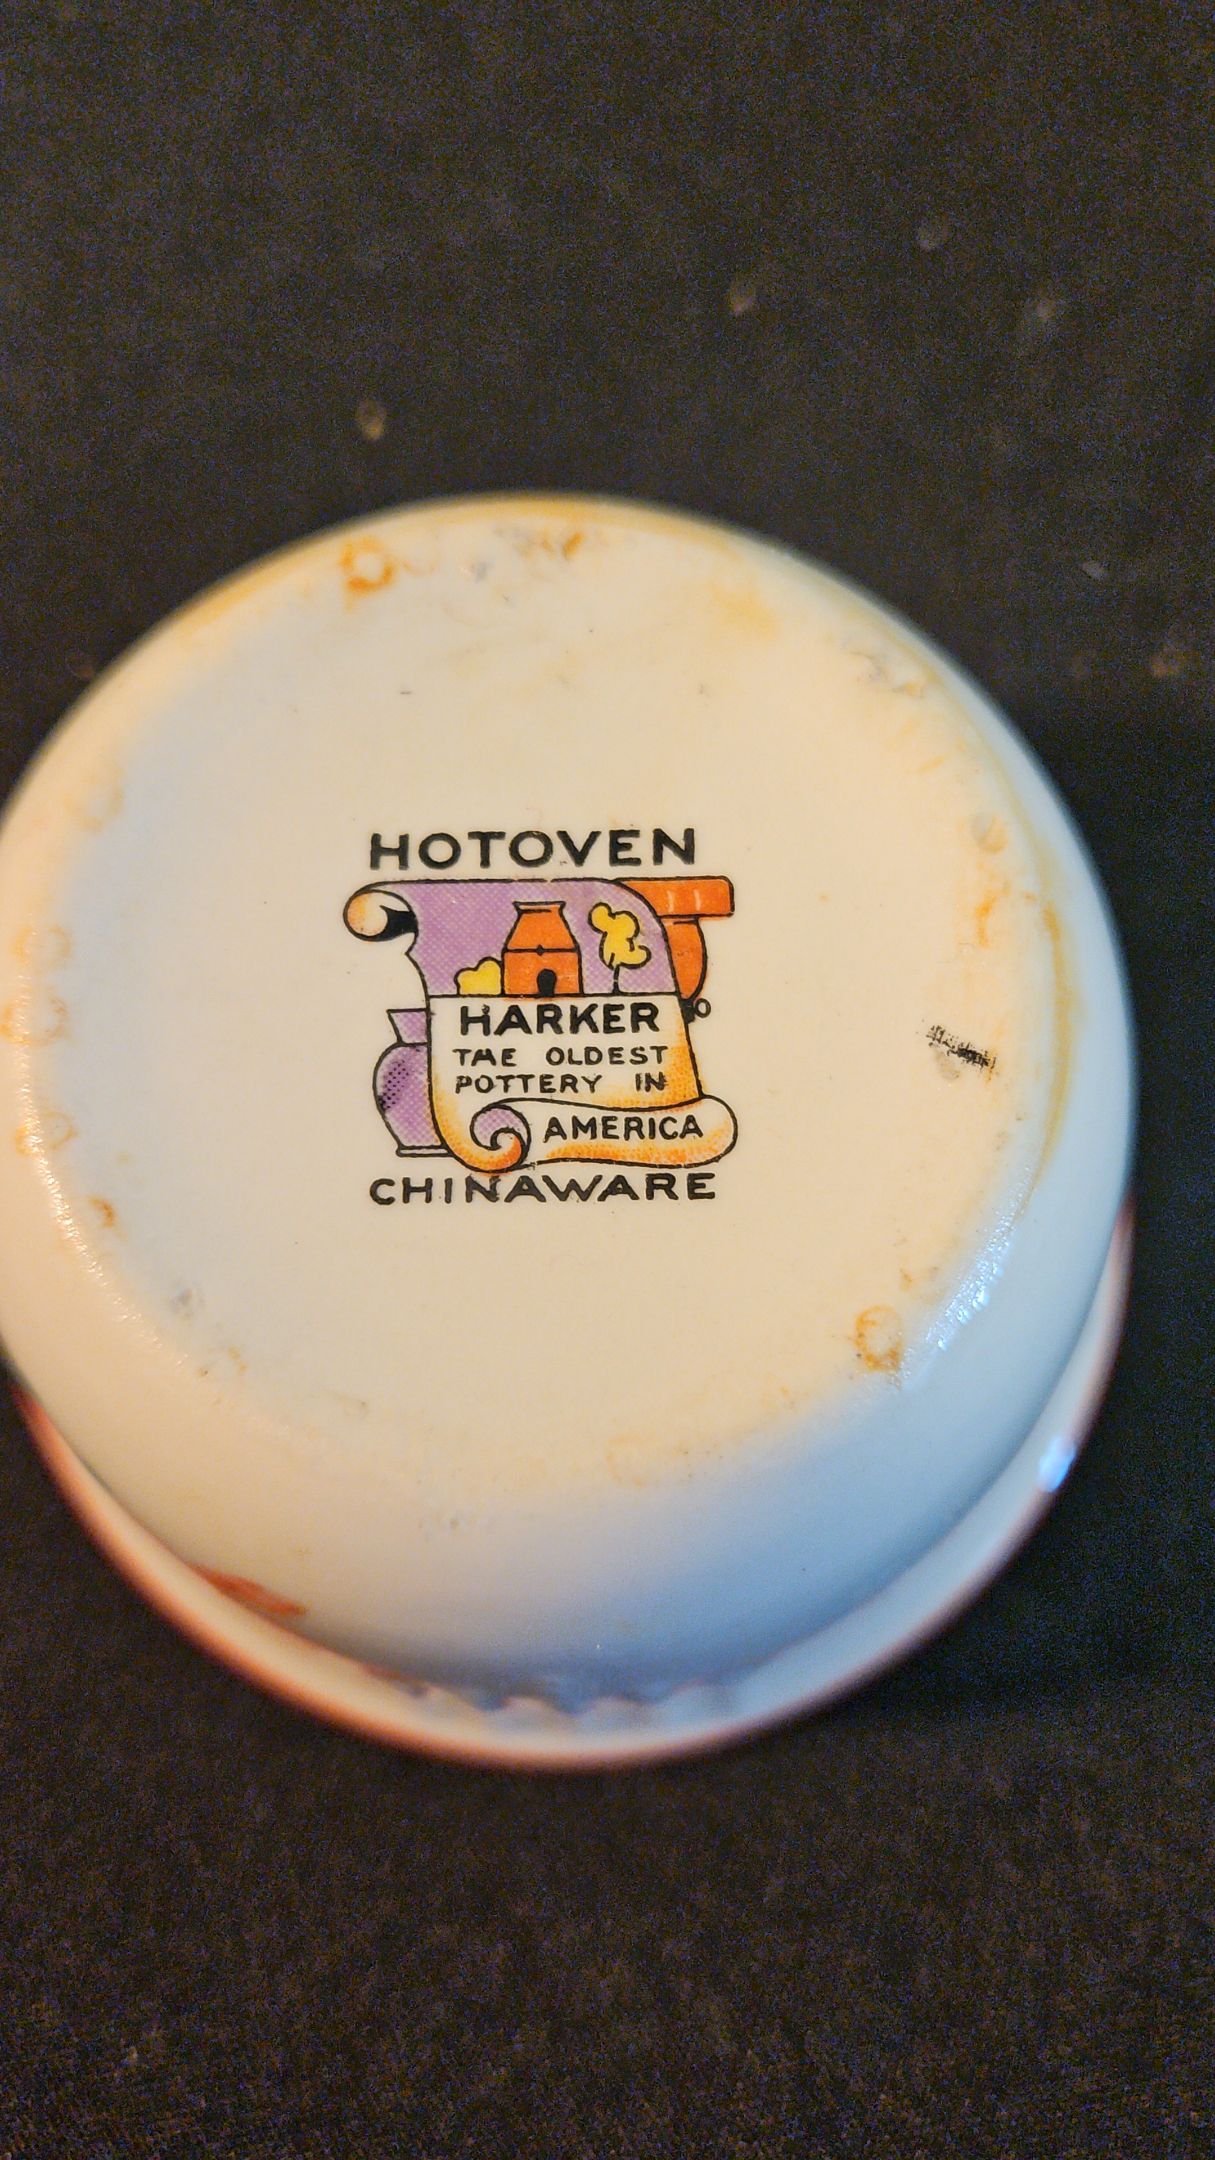 HOTOVEN
HARKER
THE OLDEST
POTTERY IN
AMERICA
CHINAWARE